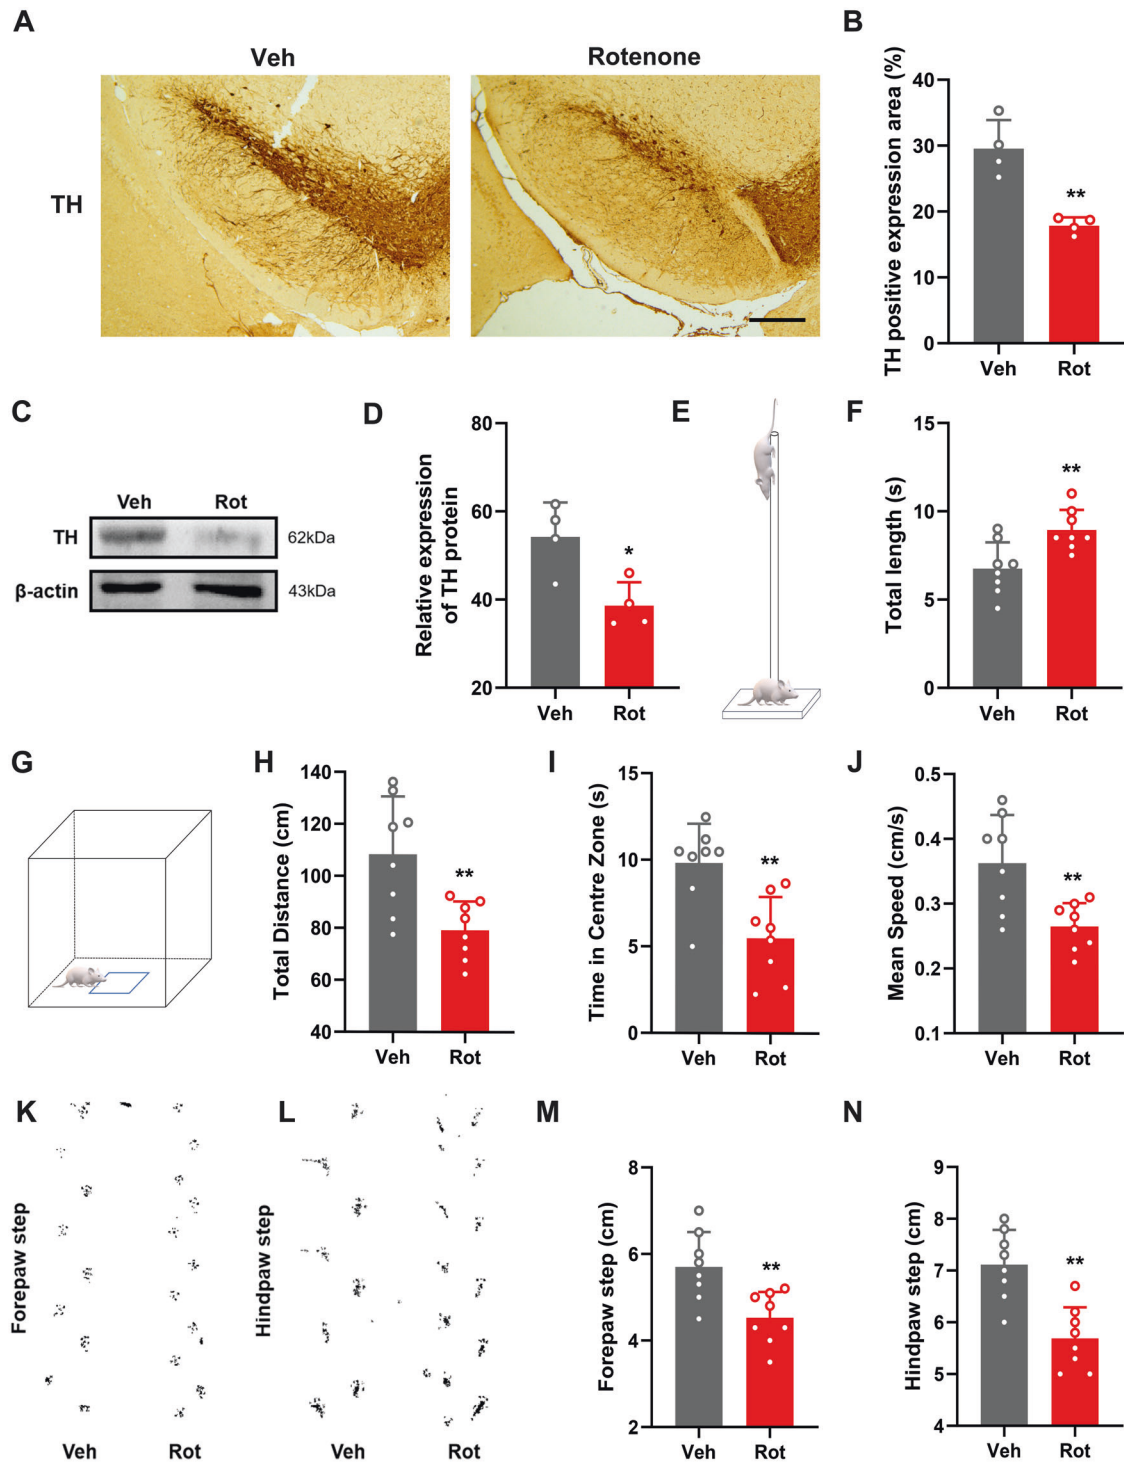 A
Veh
Rotenone
TH
B
TH positive expression area (%)
40
30
20
10
0
**
Veh
Rot
C
Veh
Rot
TH
62kDa
β-actin
43kDa
D
Relative expression
of TH protein
80
60
40
20
*
Veh
Rot
E
F
Total length (s)
15
10
5
0
**
Veh
Rot
G
H
Total Distance (cm)
140
120
100
80
60
40
**
Veh
Rot
I
Time in Centre Zone (s)
15
10
5
0
**
Veh
Rot
J
Mean Speed (cm/s)
0.5
0.4
0.3
0.2
0.1
**
Veh
Rot
K
Forepaw step
Veh
Rot
L
Hindpaw step
Veh
Rot
M
Forepaw step (cm)
8
6
4
2
**
Veh
Rot
N
Hindpaw step (cm)
9
8
7
6
5
4
**
Veh
Rot